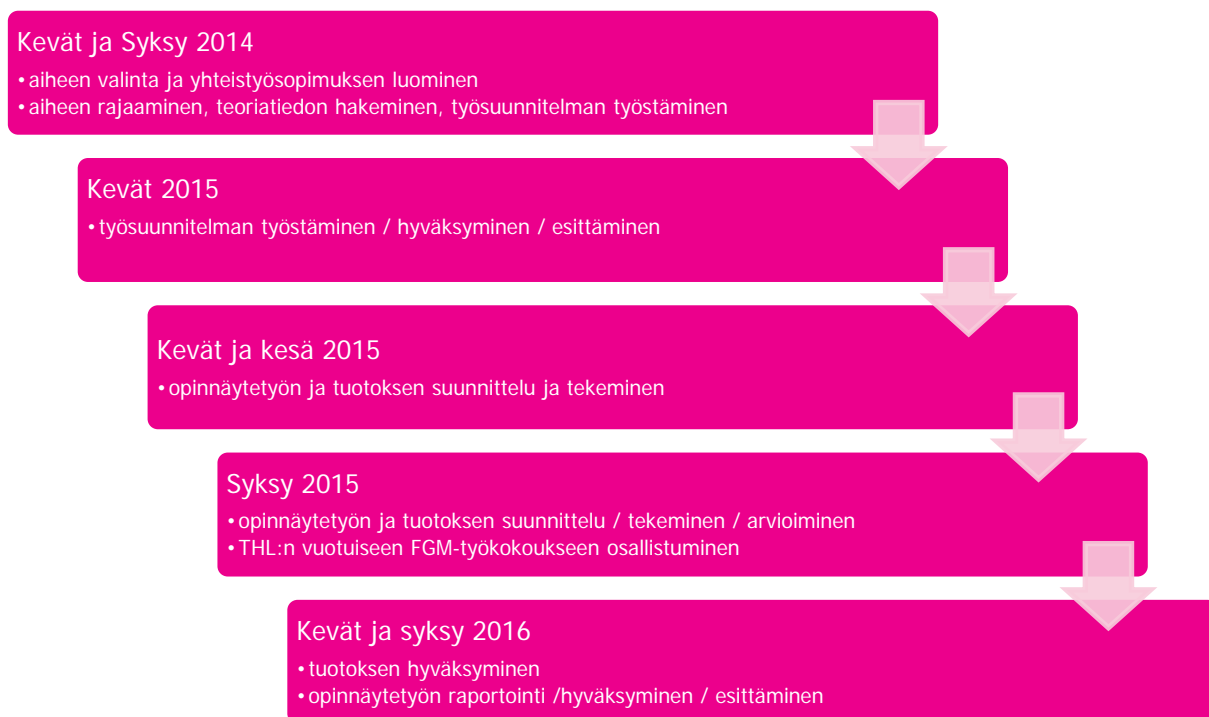 Kevät ja Syksy 2014
•aiheen valinta ja yhteistyösopimuksen luominen
•aiheen rajaaminen, teoriatiedon hakeminen, työsuunnitelman työstäminen
Kevät 2015
•työsuunnitelman työstäminen / hyväksyminen / esittäminen
Kevät ja kesä 2015
•opinnäytetyön ja tuotoksen suunnittelu ja tekeminen
Syksy 2015
•opinnäytetyön ja tuotoksen suunnittelu / tekeminen / arvioiminen
•THL:n vuotuiseen FGM-työkokoukseen osallistuminen
Kevät ja syksy 2016
•tuotoksen hyväksyminen
•opinnäytetyön raportointi /hyväksyminen / esittäminen